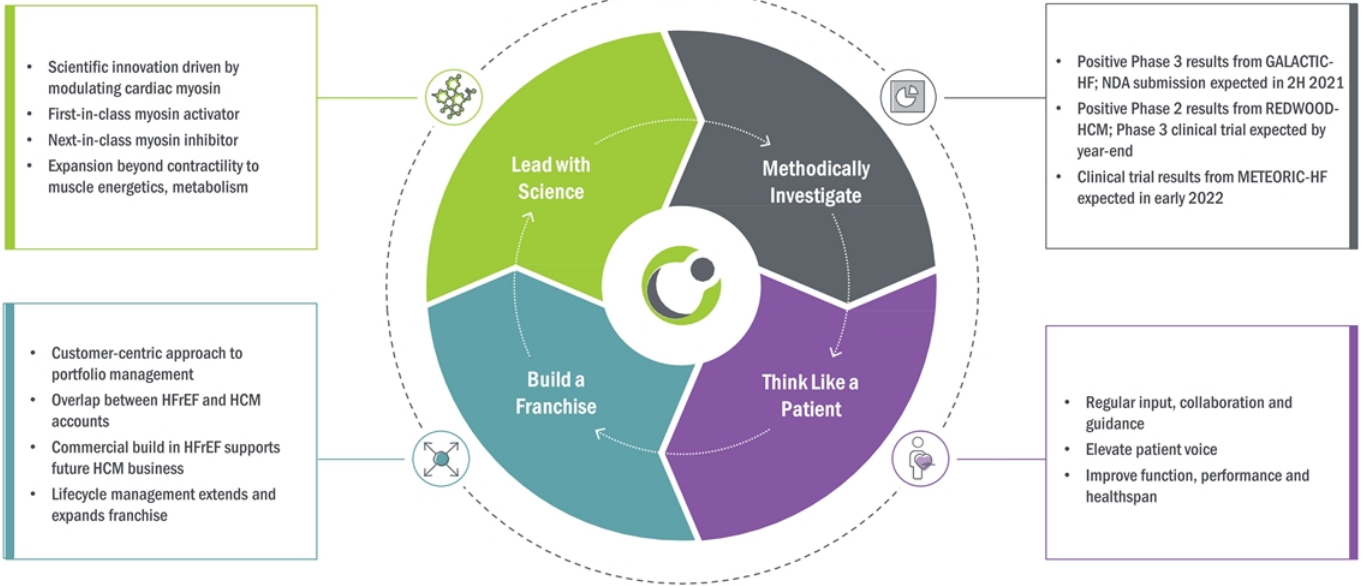 • Scientific innovation driven by
modulating cardiac myosin
• First-in-class myosin activator
• Next-in-class myosin inhibitor
• Expansion beyond contractility to
muscle energetics, metabolism
Lead with
Science
Methodically
Investigate
• Positive Phase 3 results from GALACTIC-
HF; NDA submission expected in 2H 2021
• Positive Phase 2 results from REDWOOD-
HCM; Phase 3 clinical trial expected by
year-end
• Clinical trial results from METEORIC-HF
expected in early 2022
• Customer-centric approach to
portfolio management
• Overlap between HFrEF and HCM
accounts
• Commercial build in HFrEF supports
future HCM business
• Lifecycle management extends and
expands franchise
Build a
Franchise
Think Like a
Patient
• Regular input, collaboration and
guidance
• Elevate patient voice
• Improve function, performance and
healthspan